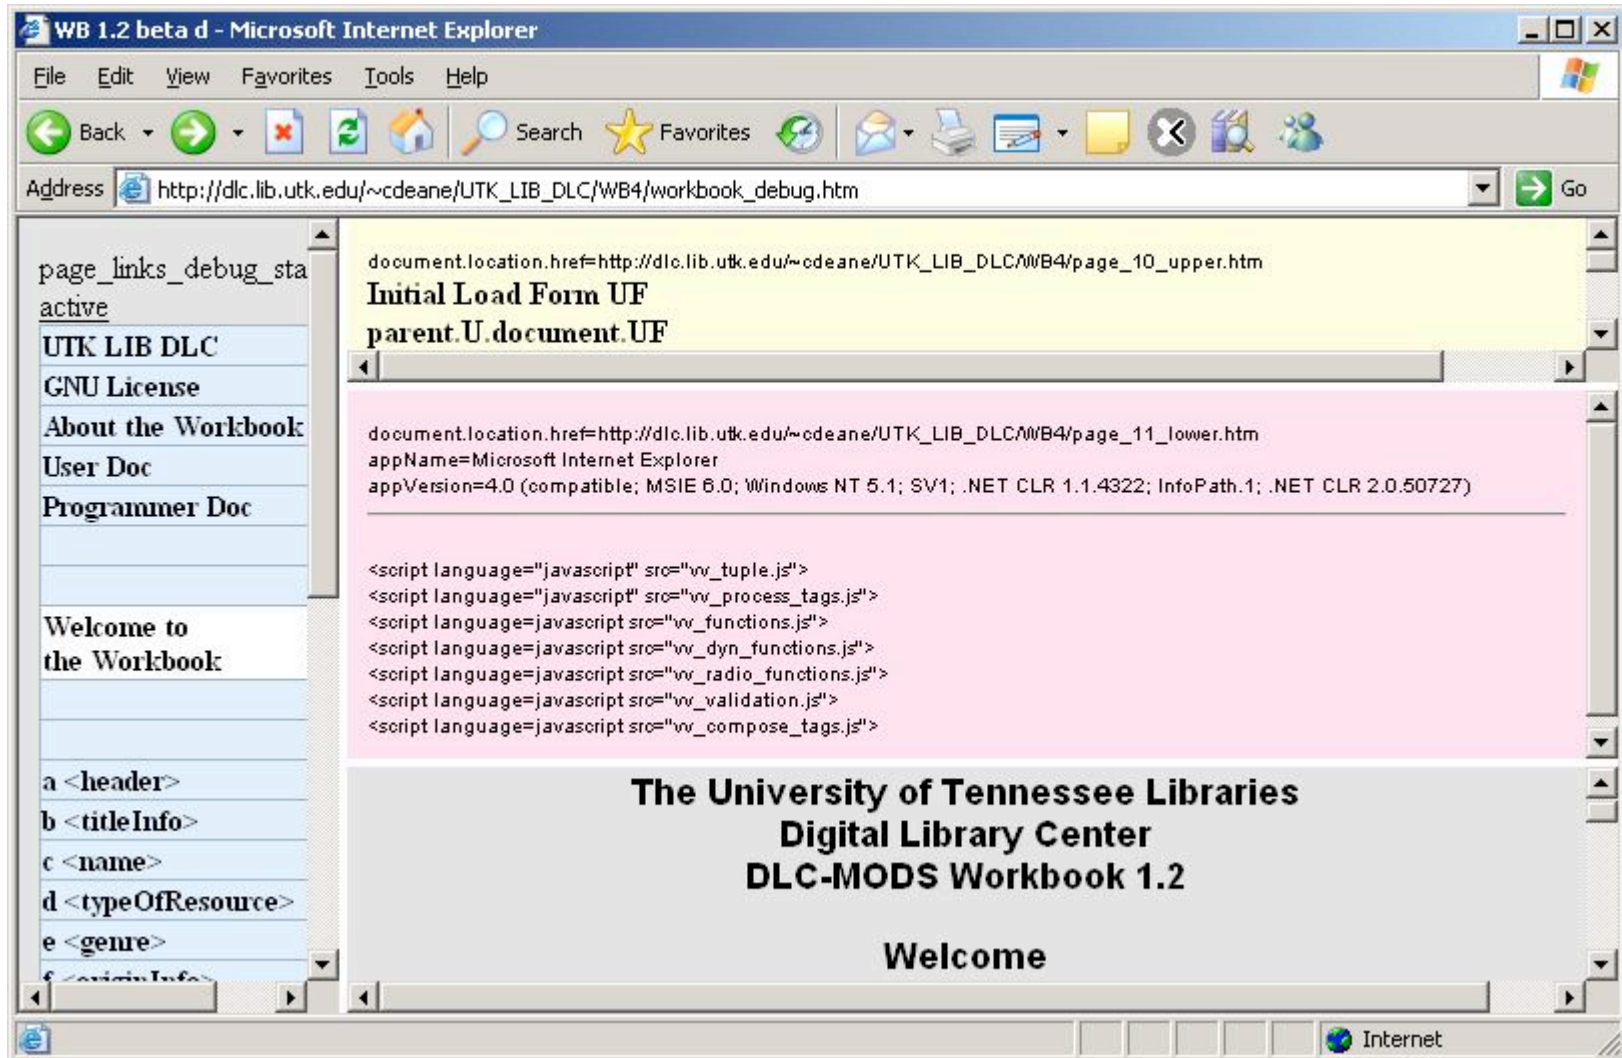 WB 1.2 beta d - Microsoft Internet Explorer
File Edit View Favorites Tools Help
Back Search Favorites
Address http://dlc.lib.utk.edu/~cdeane/UTK_LIB_DLC/WB4/workbook_debug.htm Go
page_links_debug_sta
active
UTK LIB DLC
GNU License
About the Workbook
User Doc
Programmer Doc
Welcome to
the Workbook
a <header>
b <titleInfo>
c <name>
d <typeOfResource>
e <genre>
f <originInfo>
document.location.href=http://dlc.lib.utk.edu/~cdeane/UTK_LIB_DLC/WB4/page_10_upper.htm
Initial Load Form UF
parent.U.document.UF
document.location.href=http://dlc.lib.utk.edu/~cdeane/UTK_LIB_DLC/WB4/page_11_lower.htm
appName=Microsoft Internet Explorer
appVersion=4.0 (compatible; MSIE 6.0; Windows NT 5.1; SV1; .NET CLR 1.1.4322; InfoPath.1; .NET CLR 2.0.50727)
<script language="javascript" src="w_tuple.js">
<script language="javascript" src="w_process_tags.js">
<script language=javascript src="w_functions.js">
<script language=javascript src="w_dyn_functions.js">
<script language=javascript src="w_radio_functions.js">
<script language=javascript src="w_validation.js">
<script language=javascript src="w_compose_tags.js">
The University of Tennessee Libraries
Digital Library Center
DLC-MODS Workbook 1.2
Welcome
Internet